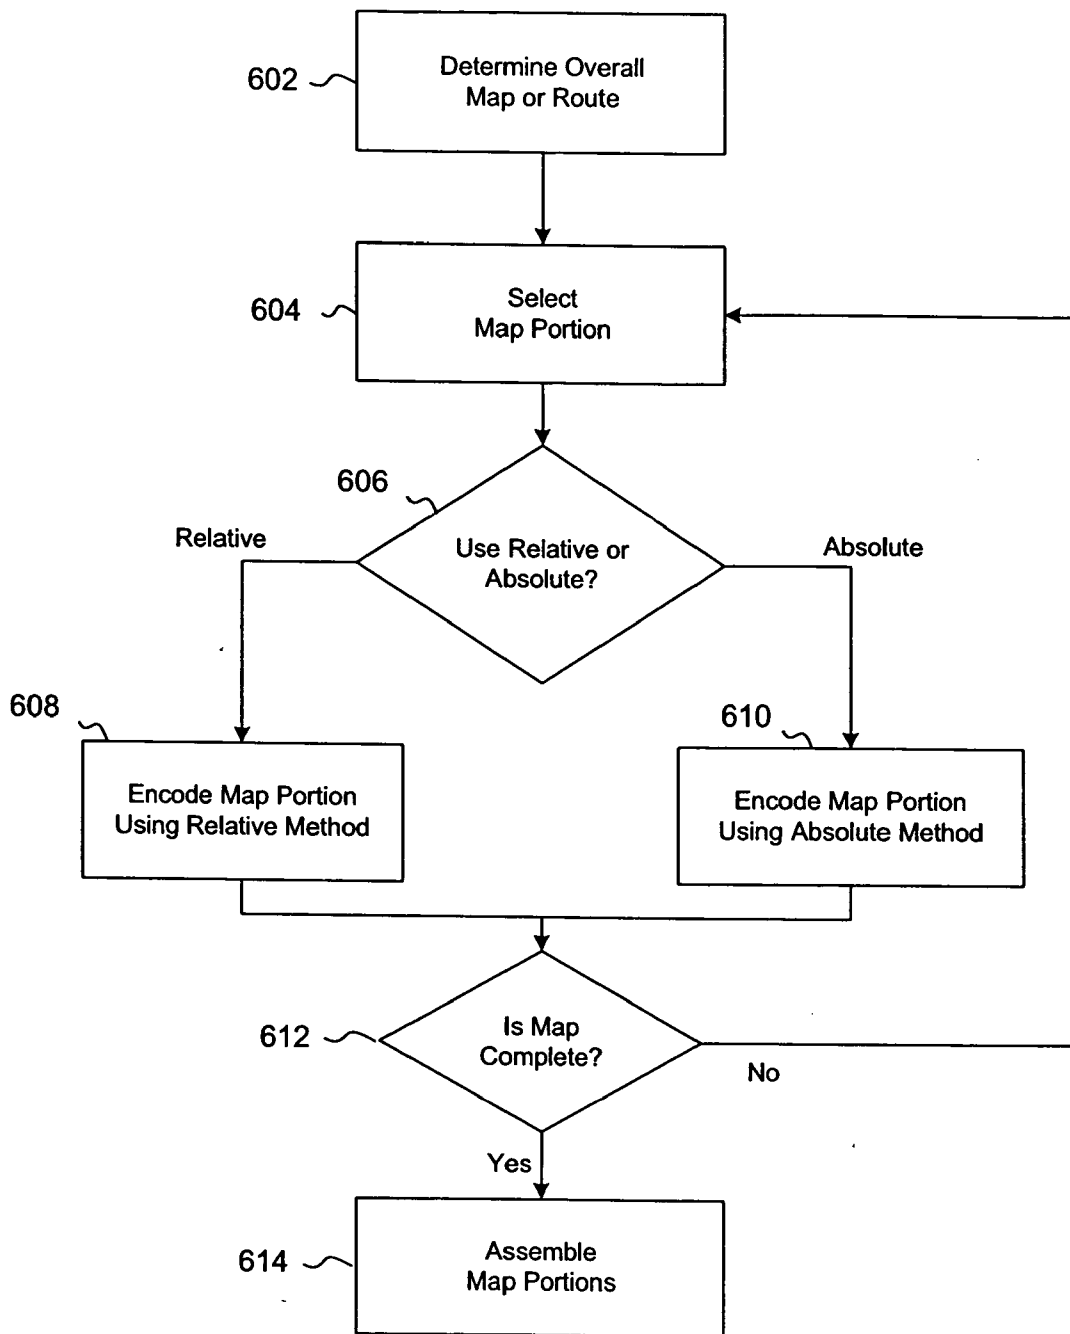 602
Determine Overall
Map or Route
604
Select
Map Portion
606
Relative
Use Relative or
Absolute?
Absolute
608
Encode Map Portion
Using Relative Method
610
Encode Map Portion
Using Absolute Method
612
Is Map
Complete?
No
Yes
614
Assemble
Map Portions